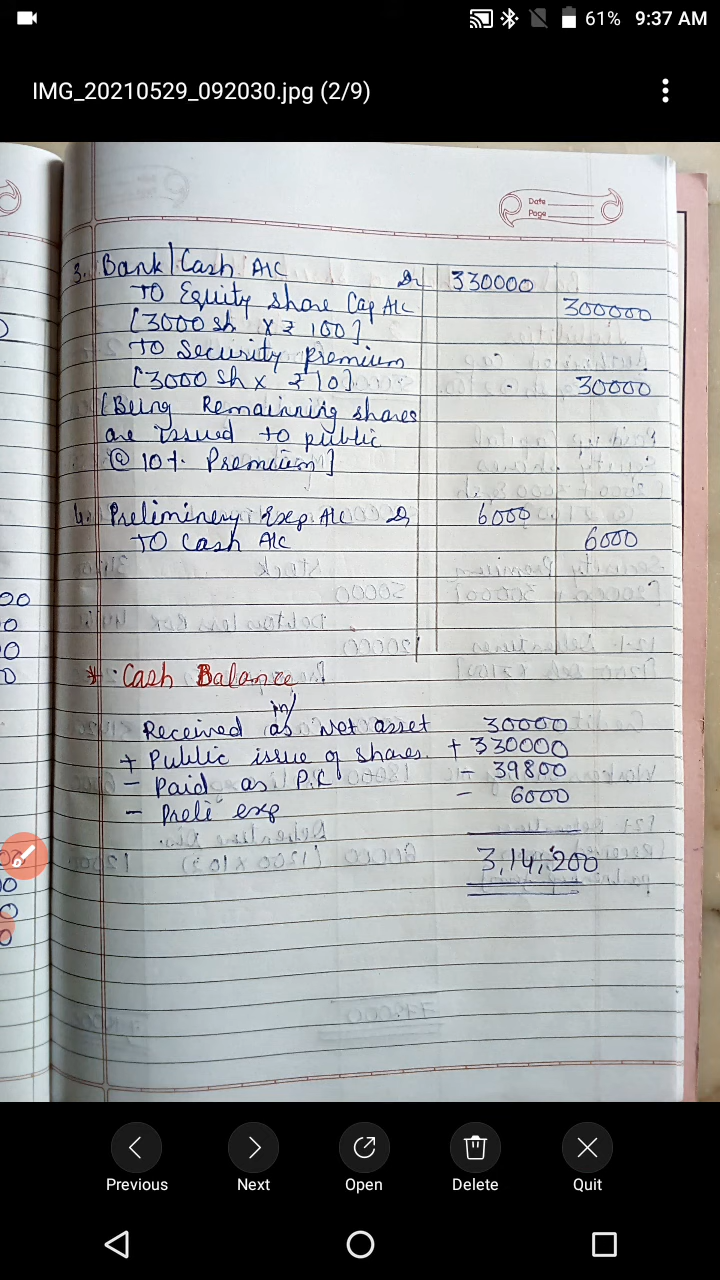 61% 9:37 AM
IMG_20210529_092030.jpg (2/9)
Date
Page
3. Bank/Cash A/c Dr 330000
TO Equity share Cap A/c 300000
[3000 sh x ₹ 100]
TO Security premium
[3000 sh x ₹ 10] 30000
(Being Remainning shares
are issued to public
@ 10% Premium]
4. Preliminery Exp A/c Dr 6000
TO Cash A/c 6000
* Cash Balance
in
Received as Net asset 30000
+ Public issue of shares. + 330000
- Paid as P.C - 39800
- Preli exp - 6000
3,14,200
Previous
Next
Open
Delete
Quit